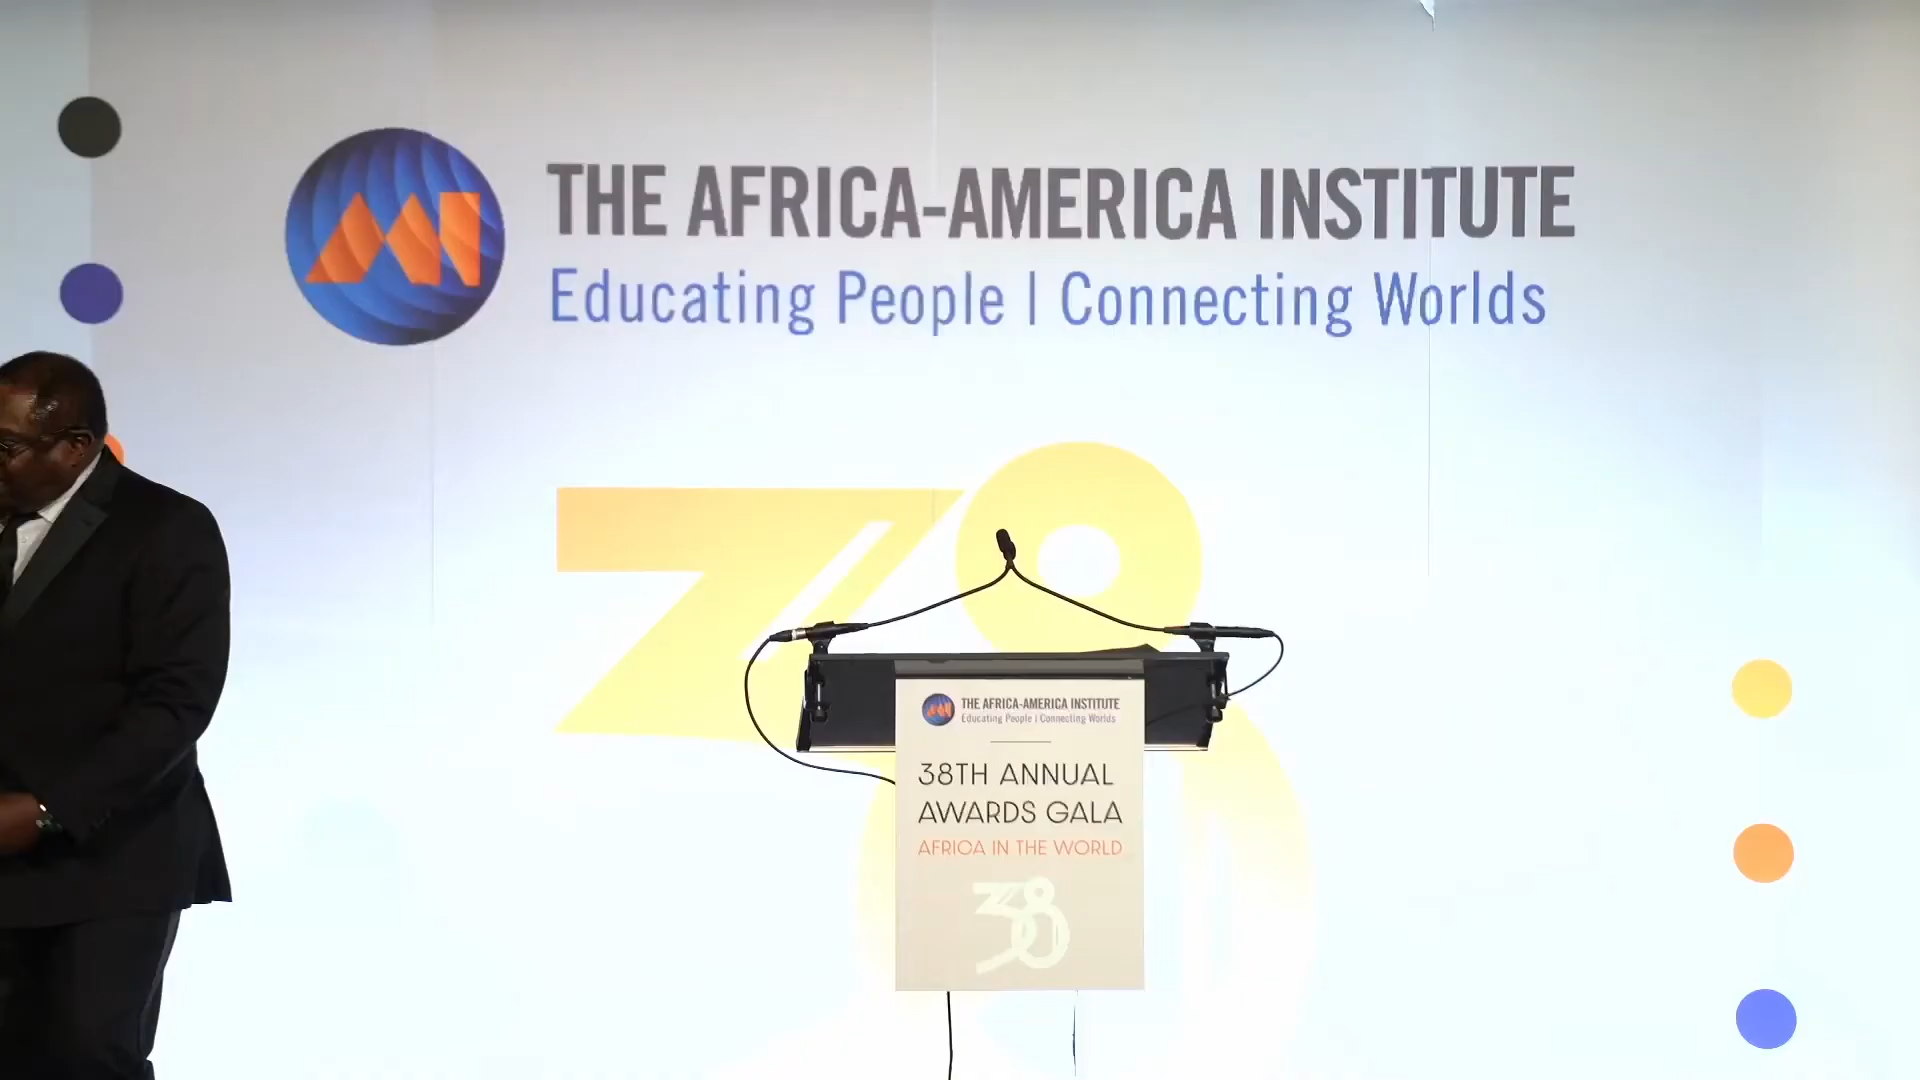 THE AFRICA-AMERICA INSTITUTE
Educating People | Connecting Worlds
38
THE AFRICA-AMERICA INSTITUTE
Educating People | Connecting Worlds
38TH ANNUAL
AWARDS GALA
AFRICA IN THE WORLD
38